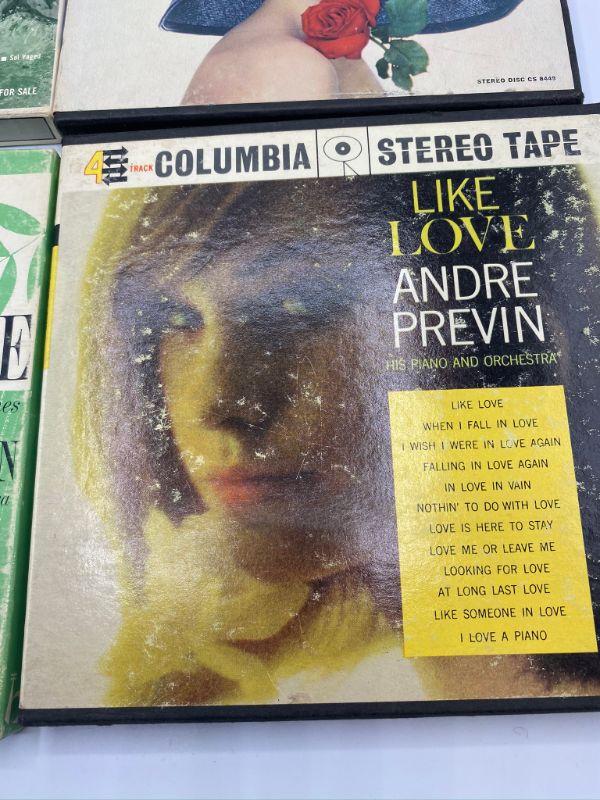 Sol Yaged
FOR SALE
STEREO DISC CS 8449
4 TRACK COLUMBIA STEREO TAPE
LIKE
LOVE
ANDRE
PREVIN
HIS PIANO AND ORCHESTRA
LIKE LOVE
WHEN I FALL IN LOVE
I WISH I WERE IN LOVE AGAIN
FALLING IN LOVE AGAIN
IN LOVE IN VAIN
NOTHIN' TO DO WITH LOVE
LOVE IS HERE TO STAY
LOVE ME OR LEAVE ME
LOOKING FOR LOVE
AT LONG LAST LOVE
LIKE SOMEONE IN LOVE
I LOVE A PIANO